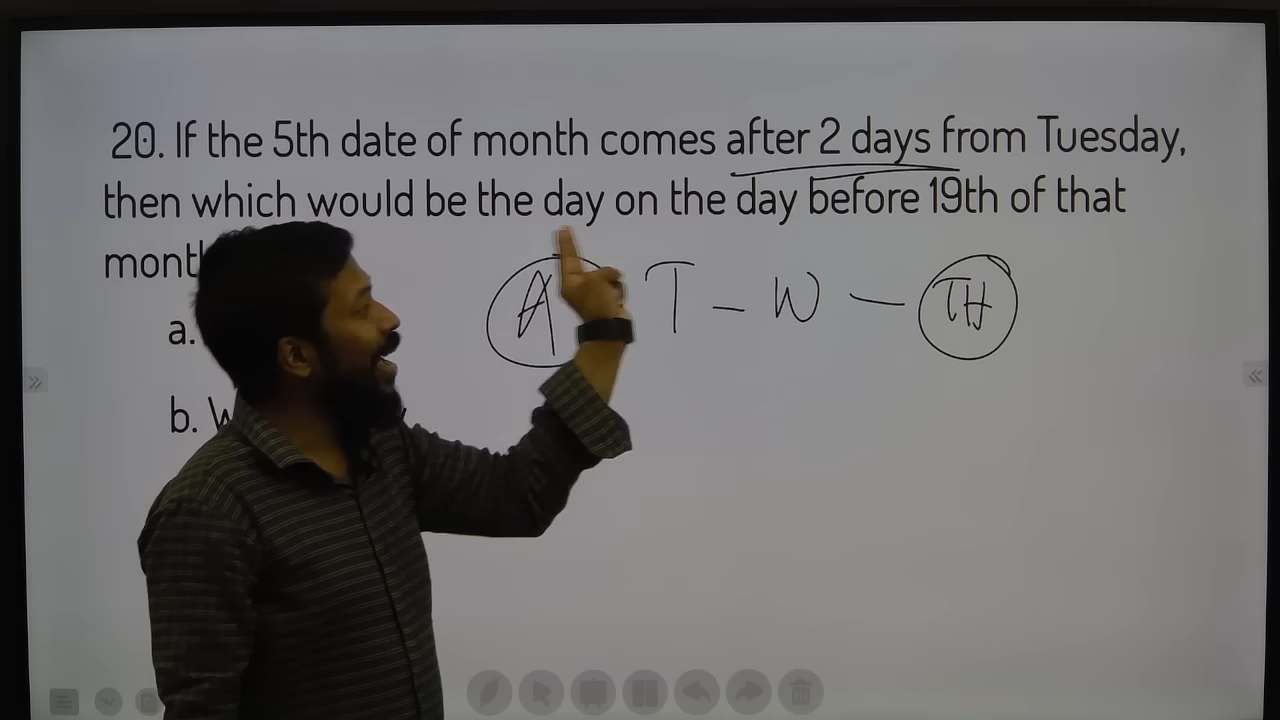 20. If the 5th date of month comes after 2 days from Tuesday,
then which would be the day on the day before 19th of that
A T - W - TH
a.
b.